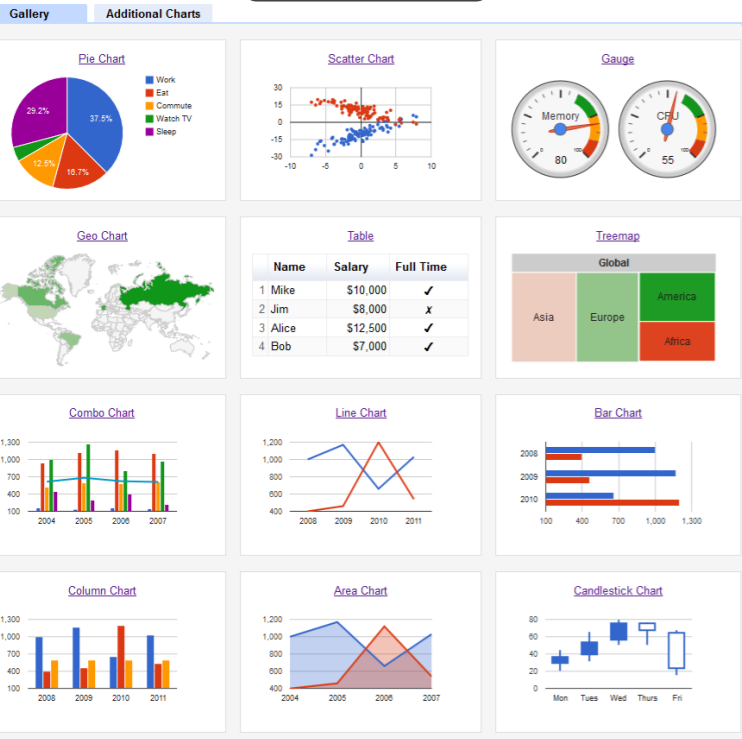 Gallery Additional Charts
Pie Chart
Work
Eat
Commute
Watch TV
Sleep
29.2%
37.5%
12.5%
16.7%
Scatter Chart
30
15
0
-15
-30
-10 -5 0 5 10
Gauge
Memory
0 100
80
CPU
0 100
55
Geo Chart
Table
Name Salary Full Time
1 Mike $10,000 ✔
2 Jim $8,000 ✗
3 Alice $12,500 ✔
4 Bob $7,000 ✔
Treemap
Global
Asia
Europe
America
Africa
Combo Chart
1,300
1,000
700
400
100
2004 2005 2006 2007
Line Chart
1,200
1,000
800
600
400
2008 2009 2010 2011
Bar Chart
2008
2009
2010
100 400 700 1,000 1,300
Column Chart
1,300
1,000
700
400
100
2008 2009 2010 2011
Area Chart
1,200
1,000
800
600
400
2004 2005 2006 2007
Candlestick Chart
80
60
40
20
0
Mon Tues Wed Thurs Fri